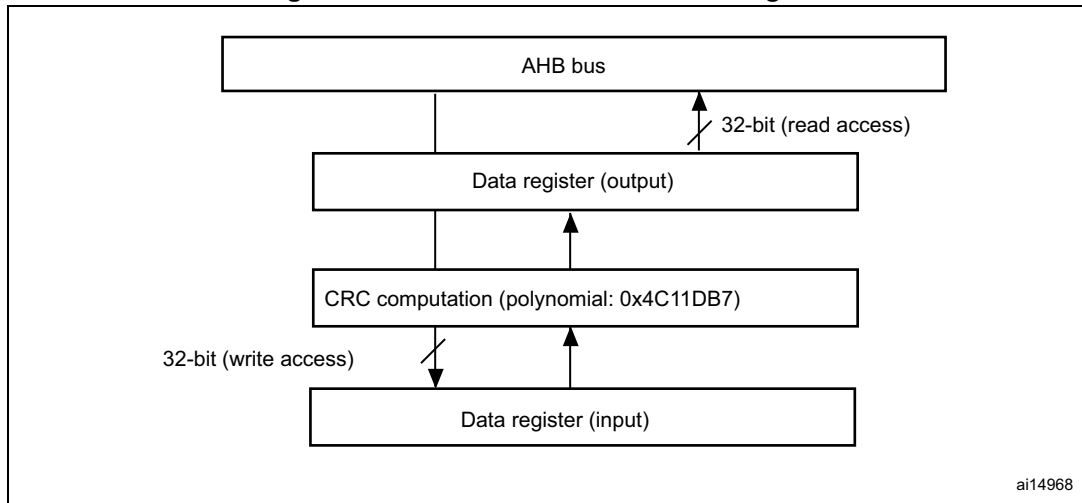 AHB bus
32-bit (read access)
Data register (output)
CRC computation (polynomial: 0x4C11DB7)
32-bit (write access)
Data register (input)
ai14968